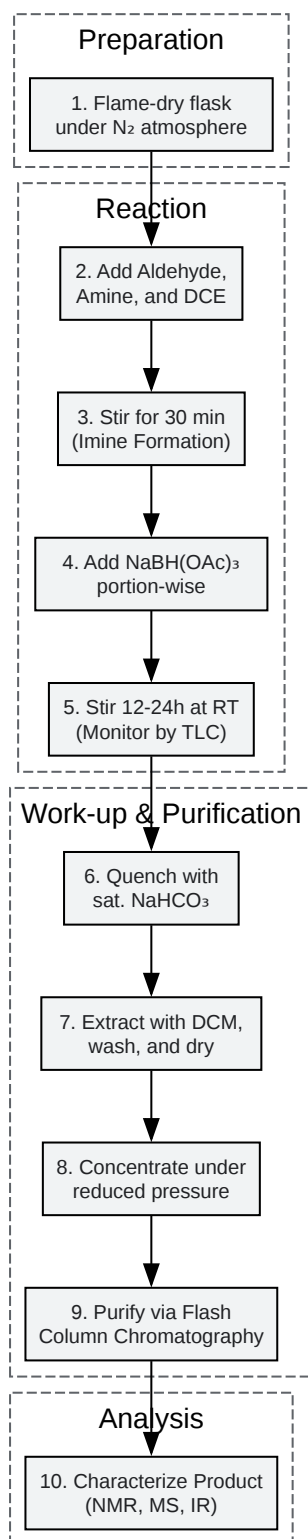 Preparation
1. Flame-dry flask
under N₂ atmosphere
Reaction
2. Add Aldehyde,
Amine, and DCE
3. Stir for 30 min
(Imine Formation)
4. Add NaBH(OAc)₃
portion-wise
5. Stir 12-24h at RT
(Monitor by TLC)
Work-up & Purification
6. Quench with
sat. NaHCO₃
7. Extract with DCM,
wash, and dry
8. Concentrate under
reduced pressure
9. Purify via Flash
Column Chromatography
Analysis
10. Characterize Product
(NMR, MS, IR)